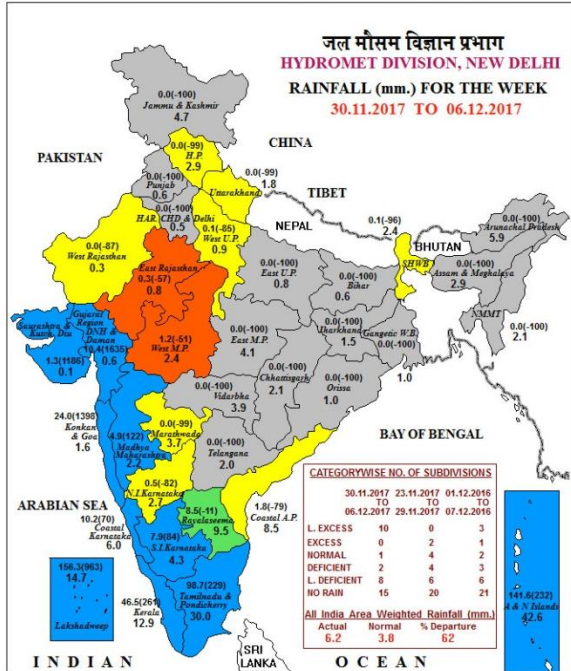 जल मौसम विज्ञान प्रभाग
HYDROMET DIVISION, NEW DELHI
RAINFALL (mm.) FOR THE WEEK
30.11.2017 TO 06.12.2017
0.0(-100)
Jammu & Kashmir
4.7
CHINA
PAKISTAN
0.0(-99)
H.P.
2.9
0.0(-100)
Punjab
0.6
Uttarakhand
0.0(-99)
1.8
TIBET
0.0(-100)
HAR. CHD & Delhi
0.5
NEPAL
0.1(-85)
West U.P.
0.9
0.1(-96)
2.4
BHUTAN
SHWB
0.0(-100)
Arunachal Pradesh
5.9
0.0(-87)
West Rajasthan
0.3
East Rajasthan
0.3(-57)
0.8
0.0(-100)
East U.P.
0.8
0.0(-100)
Bihar
0.6
0.0(-100)
Assam & Meghalaya
2.9
NMMT
0.0(-100)
2.1
Saurashtra &
Kutch, Diu
1.3(1186)
0.1
Gujarat
Region
DNH &
Daman
10.4(1635)
0.6
1.2(-51)
West M.P.
2.4
0.0(-100)
East M.P.
4.1
0.0(-100)
Jharkhand
1.5
Gangetic W.B.
0.0(-100)
1.0
0.0(-100)
Chhattisgarh
2.1
0.0(-100)
Orissa
1.0
0.0(-100)
Vidarbha
3.9
24.0(1398)
Konkan
& Goa
1.6
4.9(122)
Madhya
Maharashtra
2.2
0.0(-99)
Marathwada
3.7
0.0(-100)
Telangana
2.0
BAY OF BENGAL
ARABIAN SEA
0.5(-82)
N.I.Karnataka
2.7
10.2(70)
Coastal
Karnataka
6.0
8.5(-11)
Rayalaseema
9.5
1.8(-79)
Coastal A.P.
8.5
7.9(84)
S.I.Karnataka
4.3
156.3(963)
14.7
Lakshadweep
46.5(261)
Kerala
12.9
98.7(229)
Tamilnadu &
Pondicherry
30.0
141.6(232)
A & N Islands
42.6
CATEGORYWISE NO. OF SUBDIVISIONS
30.11.2017 23.11.2017 01.12.2016
TO TO TO
06.12.2017 29.11.2017 07.12.2016
L. EXCESS 10 0 3
EXCESS 0 2 1
NORMAL 1 4 2
DEFICIENT 2 4 3
L. DEFICIENT 8 6 6
NO RAIN 15 20 21
All India Area Weighted Rainfall (mm.)
Actual Normal % Departure
6.2 3.8 62
SRI
LANKA
INDIAN OCEAN